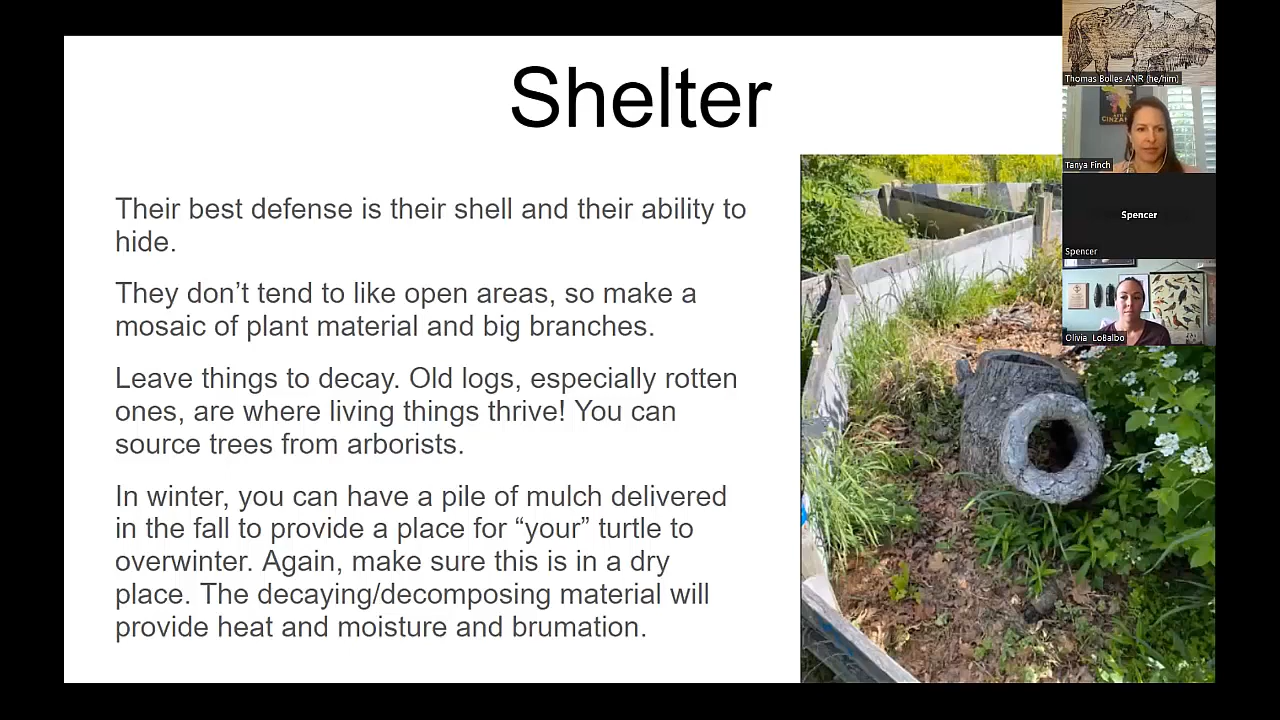 Shelter
Their best defense is their shell and their ability to
hide.
They don’t tend to like open areas, so make a
mosaic of plant material and big branches.
Leave things to decay. Old logs, especially rotten
ones, are where living things thrive! You can
source trees from arborists.
In winter, you can have a pile of mulch delivered
in the fall to provide a place for “your” turtle to
overwinter. Again, make sure this is in a dry
place. The decaying/decomposing material will
provide heat and moisture and brumation.
Thomas Bolles ANR (he/him)
Tanya Finch
Spencer
Spencer
Olivia LoBalbo